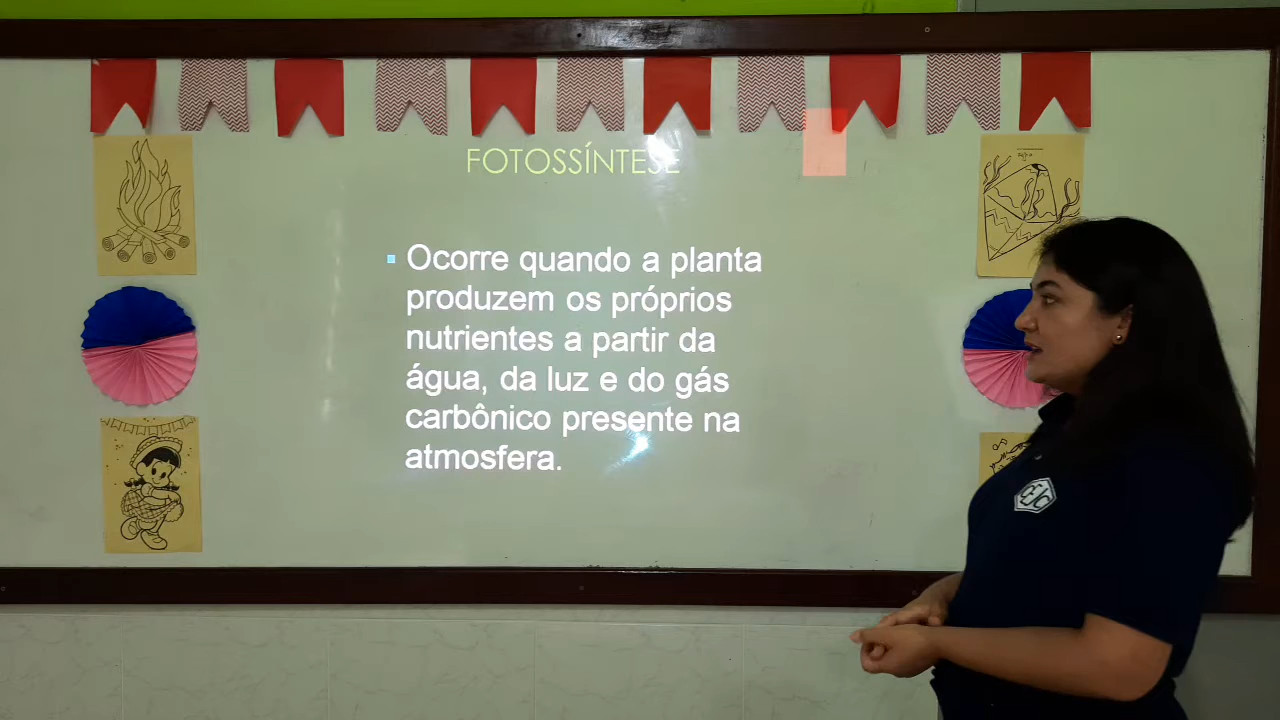 FOTOSSÍNTESE
Ocorre quando a planta
produzem os próprios
nutrientes a partir da
água, da luz e do gás
carbônico presente na
atmosfera.